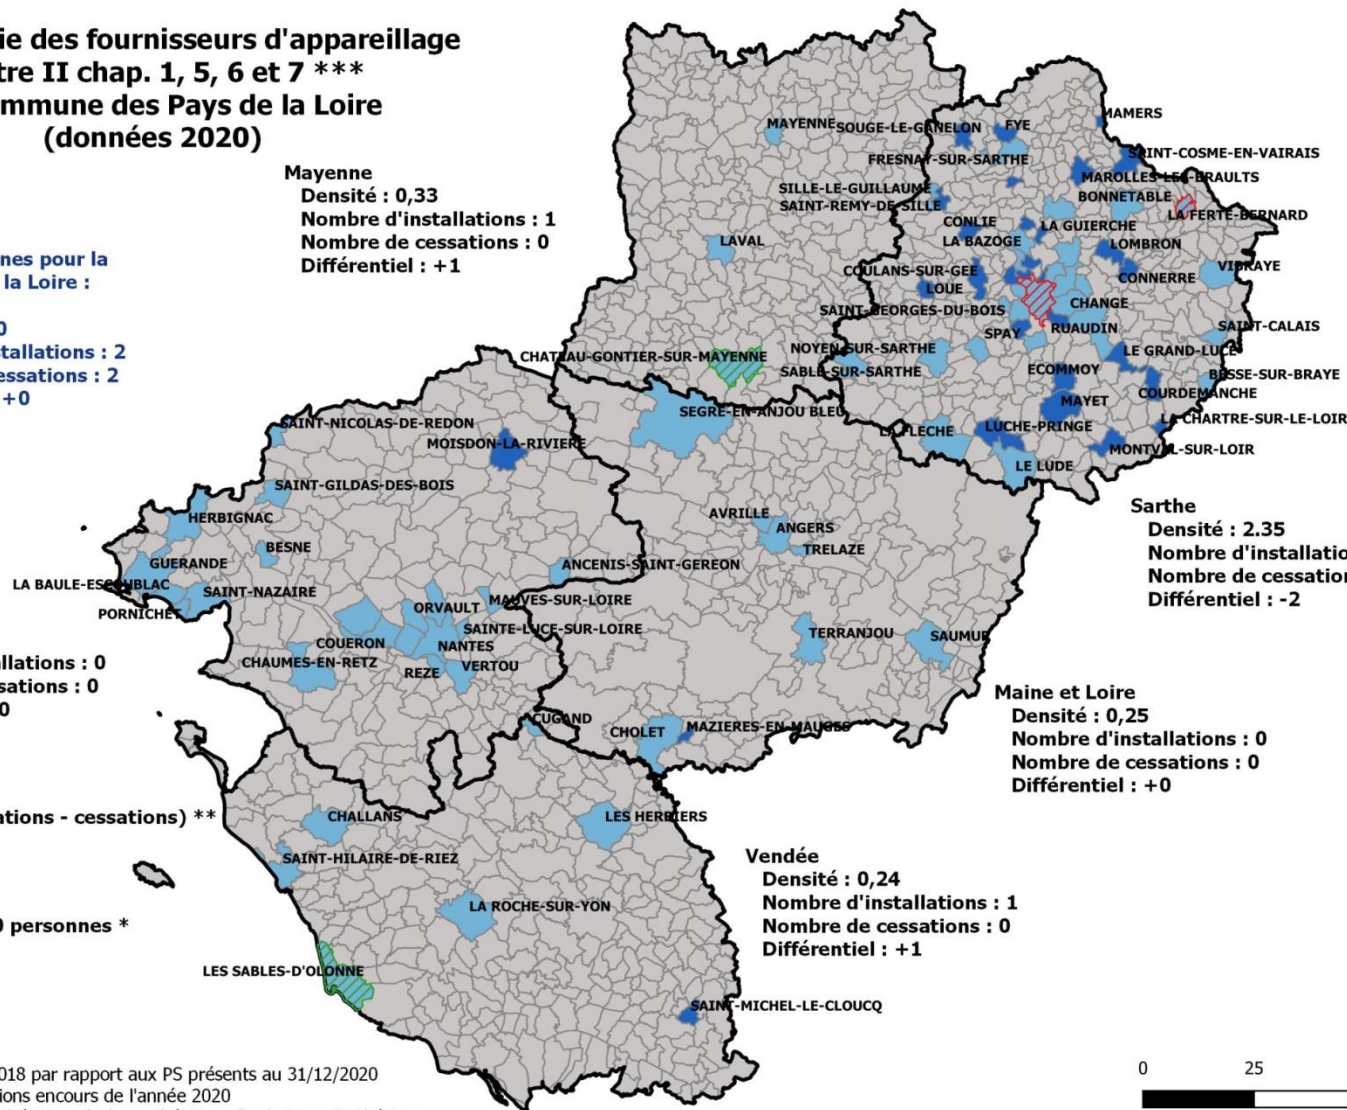 ie des fournisseurs d'appareillage
tre II chap. 1, 5, 6 et 7 ***
mmune des Pays de la Loire
(données 2020)
Mayenne
Densité : 0,33
Nombre d'installations : 1
Nombre de cessations : 0
Différentiel : +1
nes pour la
la Loire :
0
stallations : 2
essations : 2
+0
MAYENNE
SOUGE-LE-GANELON
FYE
MAMERS
FRESNAY-SUR-SARTHE
SAINT-COSME-EN-VAIRAIS
MAROLLES-LES-BRAULTS
SILLE-LE-GUILLAUME
BONNETABLE
SAINT-REMY-DE-SILLE
LA FERTE-BERNARD
CONLIE
LA GUIERCHE
LAVAL
LA BAZOGE
LOMBRON
COULANS-SUR-GEE
VIBRAYE
CONNERRE
LOUE
CHANGE
SAINT-GEORGES-DU-BOIS
SPAY
RUAUDIN
SAINT-CALAIS
CHATEAU-GONTIER-SUR-MAYENNE
NOYEN-SUR-SARTHE
LE GRAND-LUCE
SABLE-SUR-SARTHE
ECOMMOY
BESSE-SUR-BRAYE
COURDEMANCHE
MAYET
SEGRE-EN-ANJOU BLEU
LA CHARTRE-SUR-LE-LOIR
SAINT-NICOLAS-DE-REDON
LA FLECHE
LUCHE-PRINGE
MOISDON-LA-RIVIERE
MONTVAL-SUR-LOIR
LE LUDE
SAINT-GILDAS-DES-BOIS
HERBIGNAC
AVRILLE
ANGERS
BESNE
TRELAZE
GUERANDE
ANCENIS-SAINT-GEREON
LA BAULE-ESCOUBLAC
SAINT-NAZAIRE
MAUVES-SUR-LOIRE
PORNICHET
ORVAULT
SAINTE-LUCE-SUR-LOIRE
TERRANJOU
SAUMUR
COUERON
NANTES
CHAUMES-EN-RETZ
REZE
VERTOU
Sarthe
Densité : 2.35
Nombre d'installatio
Nombre de cessation
Différentiel : -2
allations : 0
sations : 0
0
CUGAND
CHOLET
MAZIERES-EN-MAUGES
Maine et Loire
Densité : 0,25
Nombre d'installations : 0
Nombre de cessations : 0
Différentiel : +0
ations - cessations) **
CHALLANS
LES HERBIERS
SAINT-HILAIRE-DE-RIEZ
Vendée
Densité : 0,24
Nombre d'installations : 1
Nombre de cessations : 0
Différentiel : +1
0 personnes *
LA ROCHE-SUR-YON
LES SABLES-D'OLONNE
SAINT-MICHEL-LE-CLOUCQ
018 par rapport aux PS présents au 31/12/2020
ions encours de l'année 2020
0 25